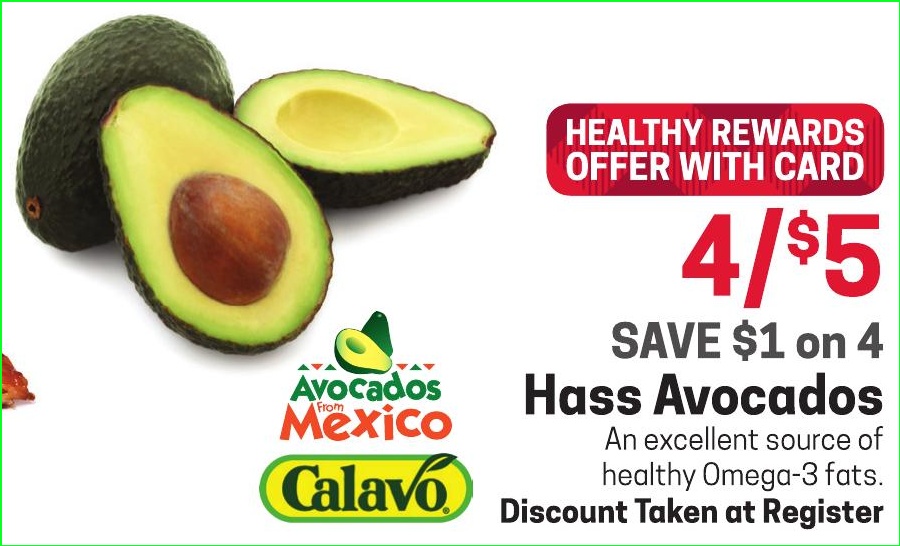 HEALTHY REWARDS
OFFER WITH CARD
4/$5
SAVE $1 on 4
Hass Avocados
An excellent source of
healthy Omega-3 fats.
Discount Taken at Register
Avocados
From
Mexico
Calavo®